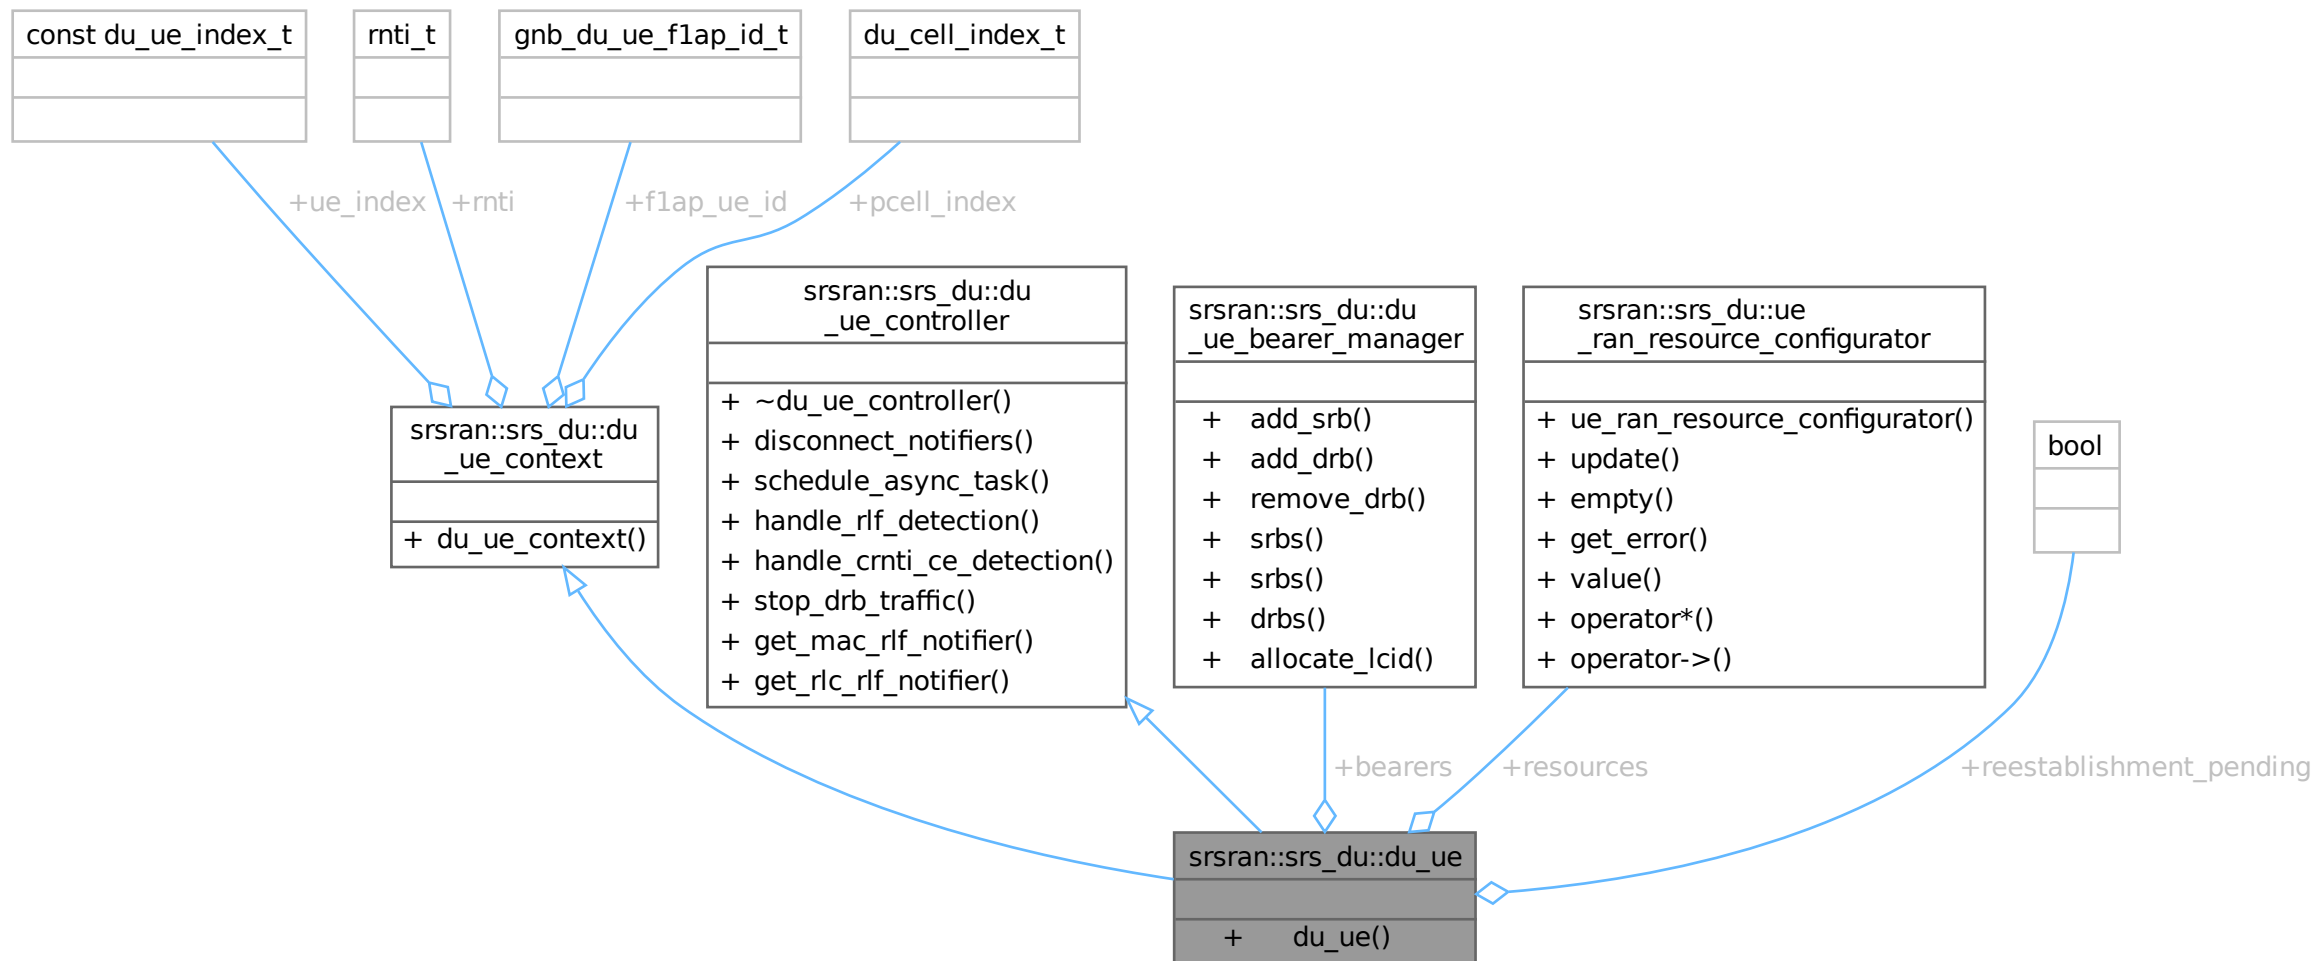 const du_ue_index_t
rnti_t
gnb_du_ue_f1ap_id_t
du_cell_index_t
+ue_index
+rnti
+f1ap_ue_id
+pcell_index
srsran::srs_du::du
_ue_context
+ du_ue_context()
srsran::srs_du::du
_ue_controller
+ ~du_ue_controller()
+ disconnect_notifiers()
+ schedule_async_task()
+ handle_rlf_detection()
+ handle_crnti_ce_detection()
+ stop_drb_traffic()
+ get_mac_rlf_notifier()
+ get_rlc_rlf_notifier()
srsran::srs_du::du
_ue_bearer_manager
+ add_srb()
+ add_drb()
+ remove_drb()
+ srbs()
+ srbs()
+ drbs()
+ allocate_lcid()
srsran::srs_du::ue
_ran_resource_configurator
+ ue_ran_resource_configurator()
+ update()
+ empty()
+ get_error()
+ value()
+ operator*()
+ operator->()
bool
+bearers
+resources
+reestablishment_pending
srsran::srs_du::du_ue
+ du_ue()